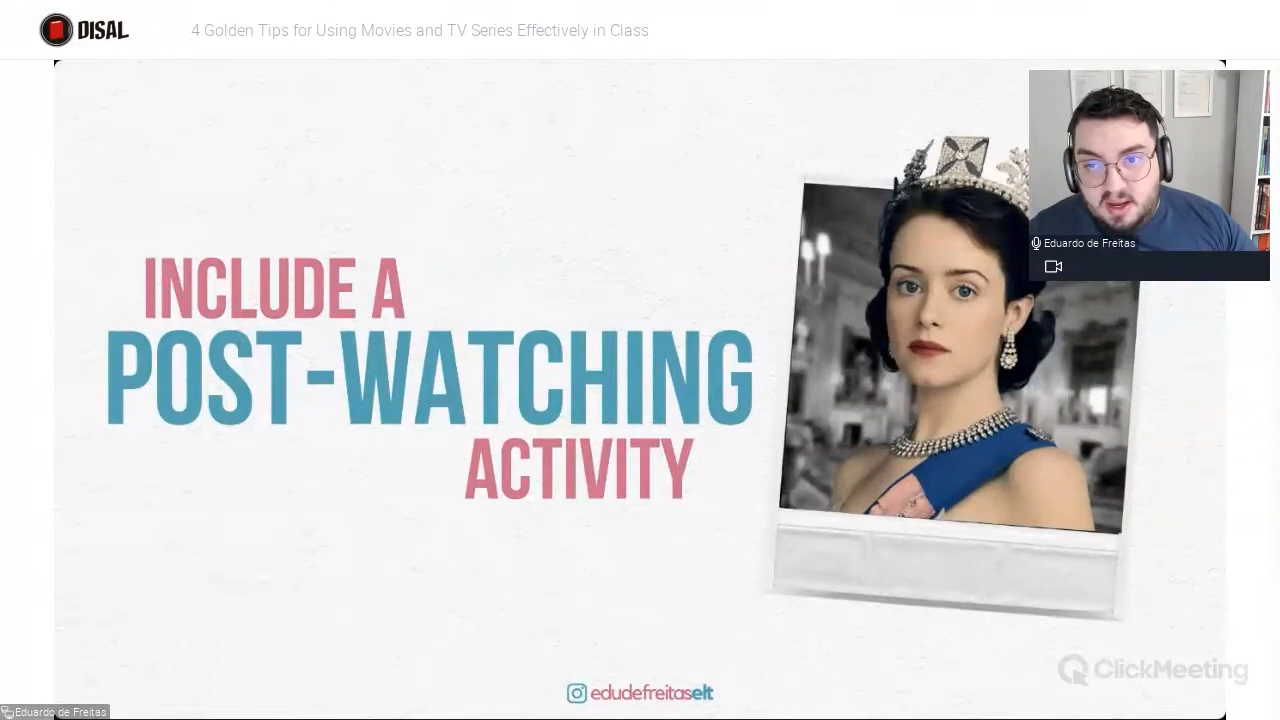 DISAL
4 Golden Tips for Using Movies and TV Series Effectively in Class
Eduardo de Freitas
INCLUDE A
POST-WATCHING
ACTIVITY
edudefreitaselt
ClickMeeting
Eduardo de Freitas